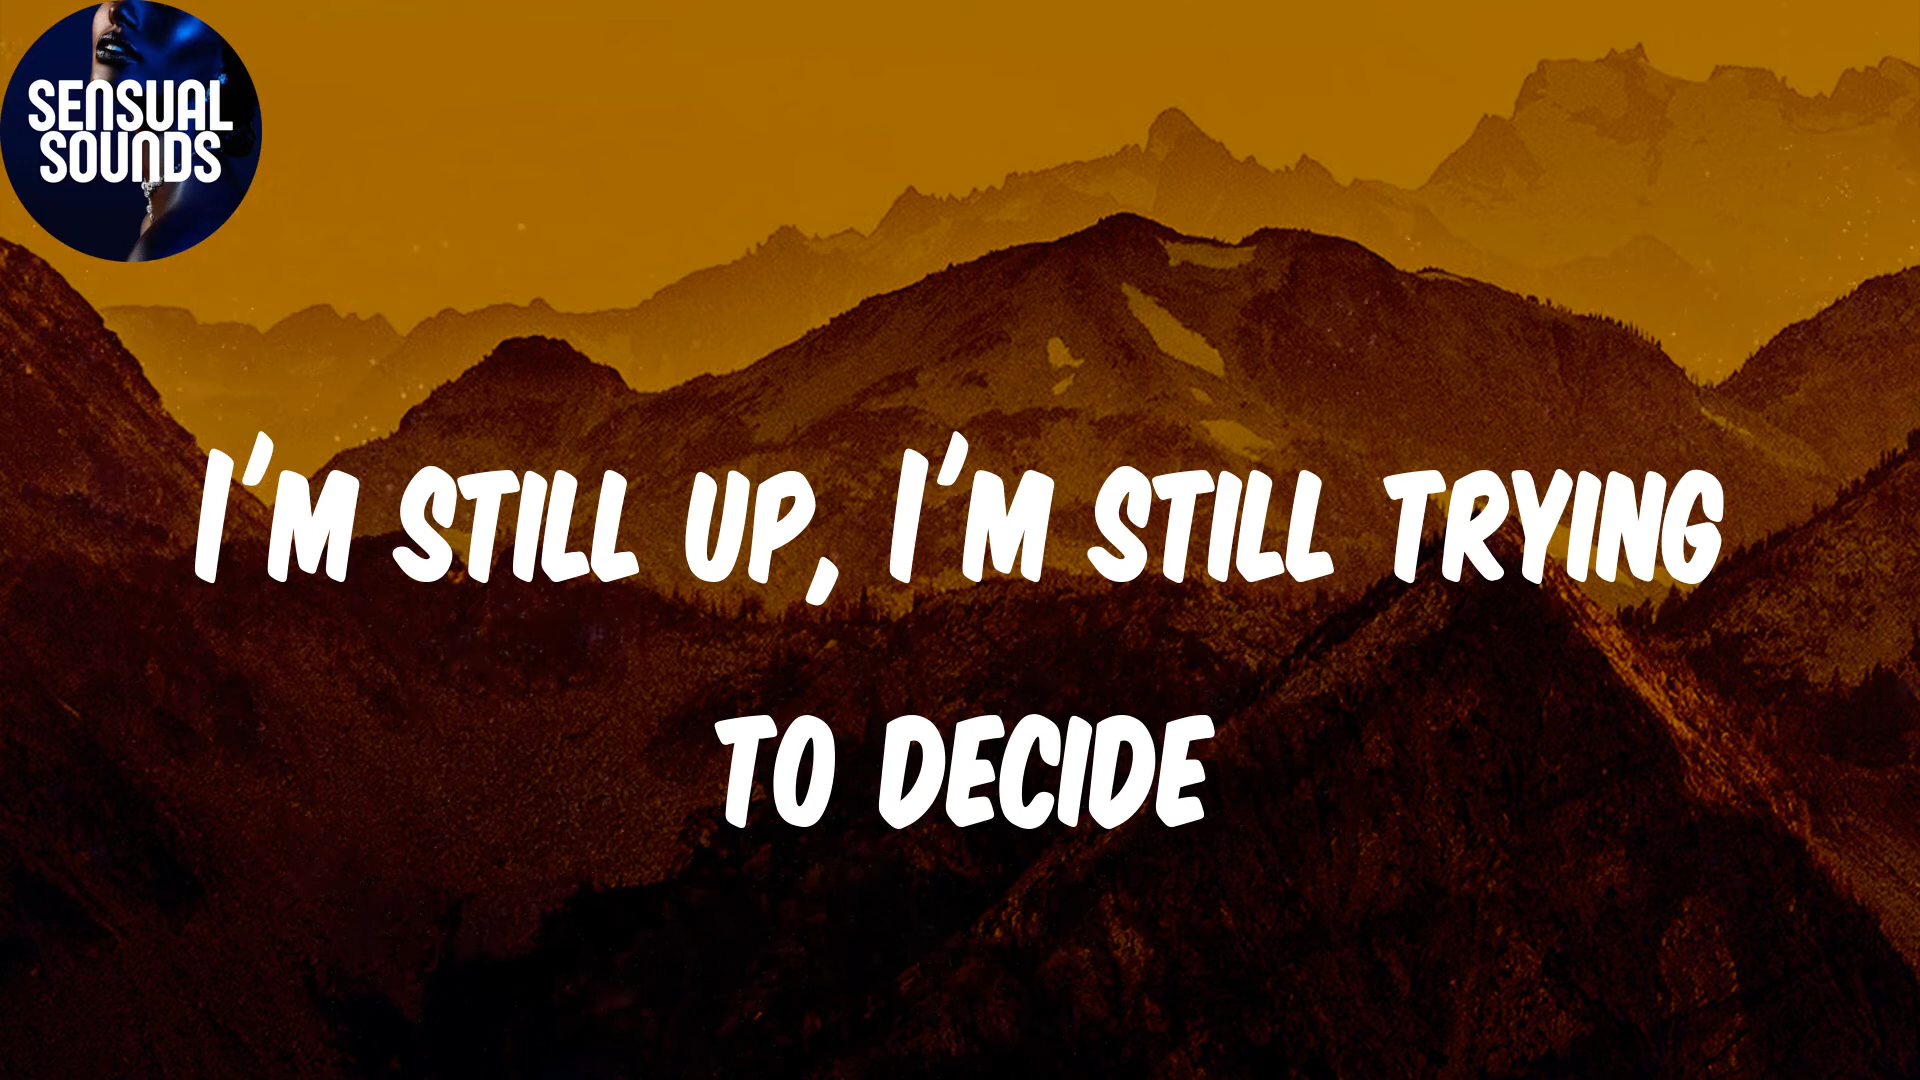 SENSUAL
SOUNDS
I'M STILL UP, I'M STILL TRYING
TO DECIDE